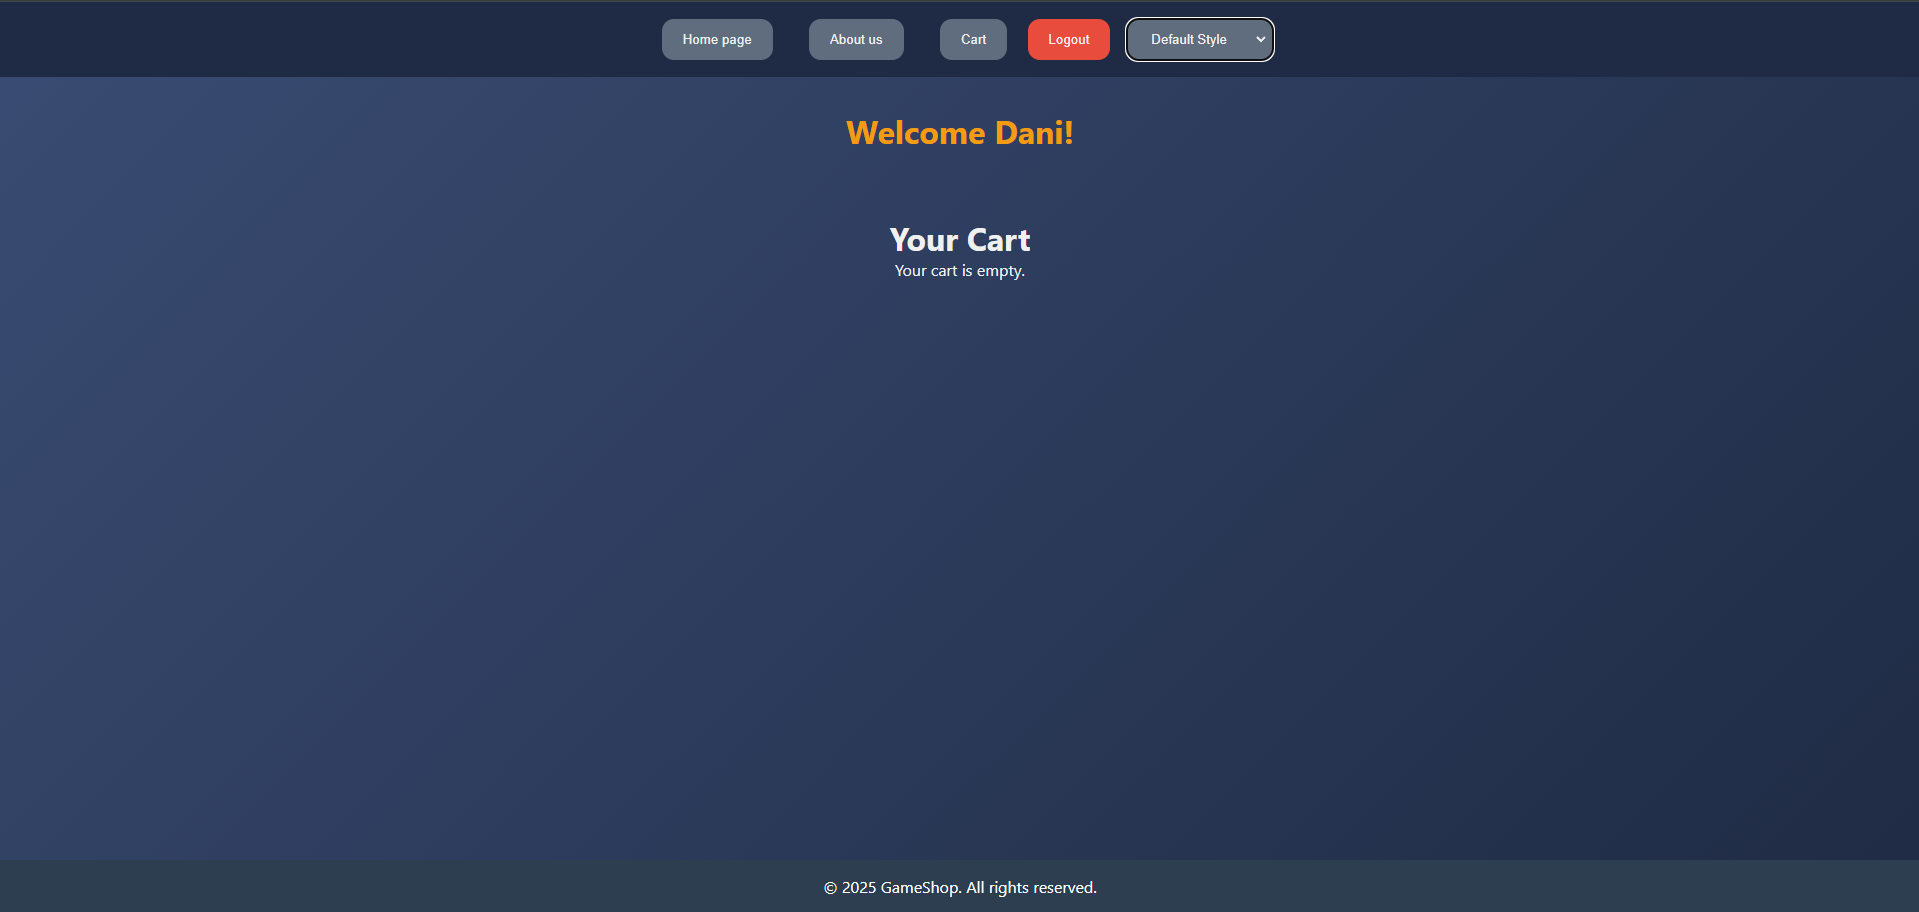 Home page About us Cart Logout Default Style
Welcome Dani!
Your Cart
Your cart is empty.
© 2025 GameShop. All rights reserved.